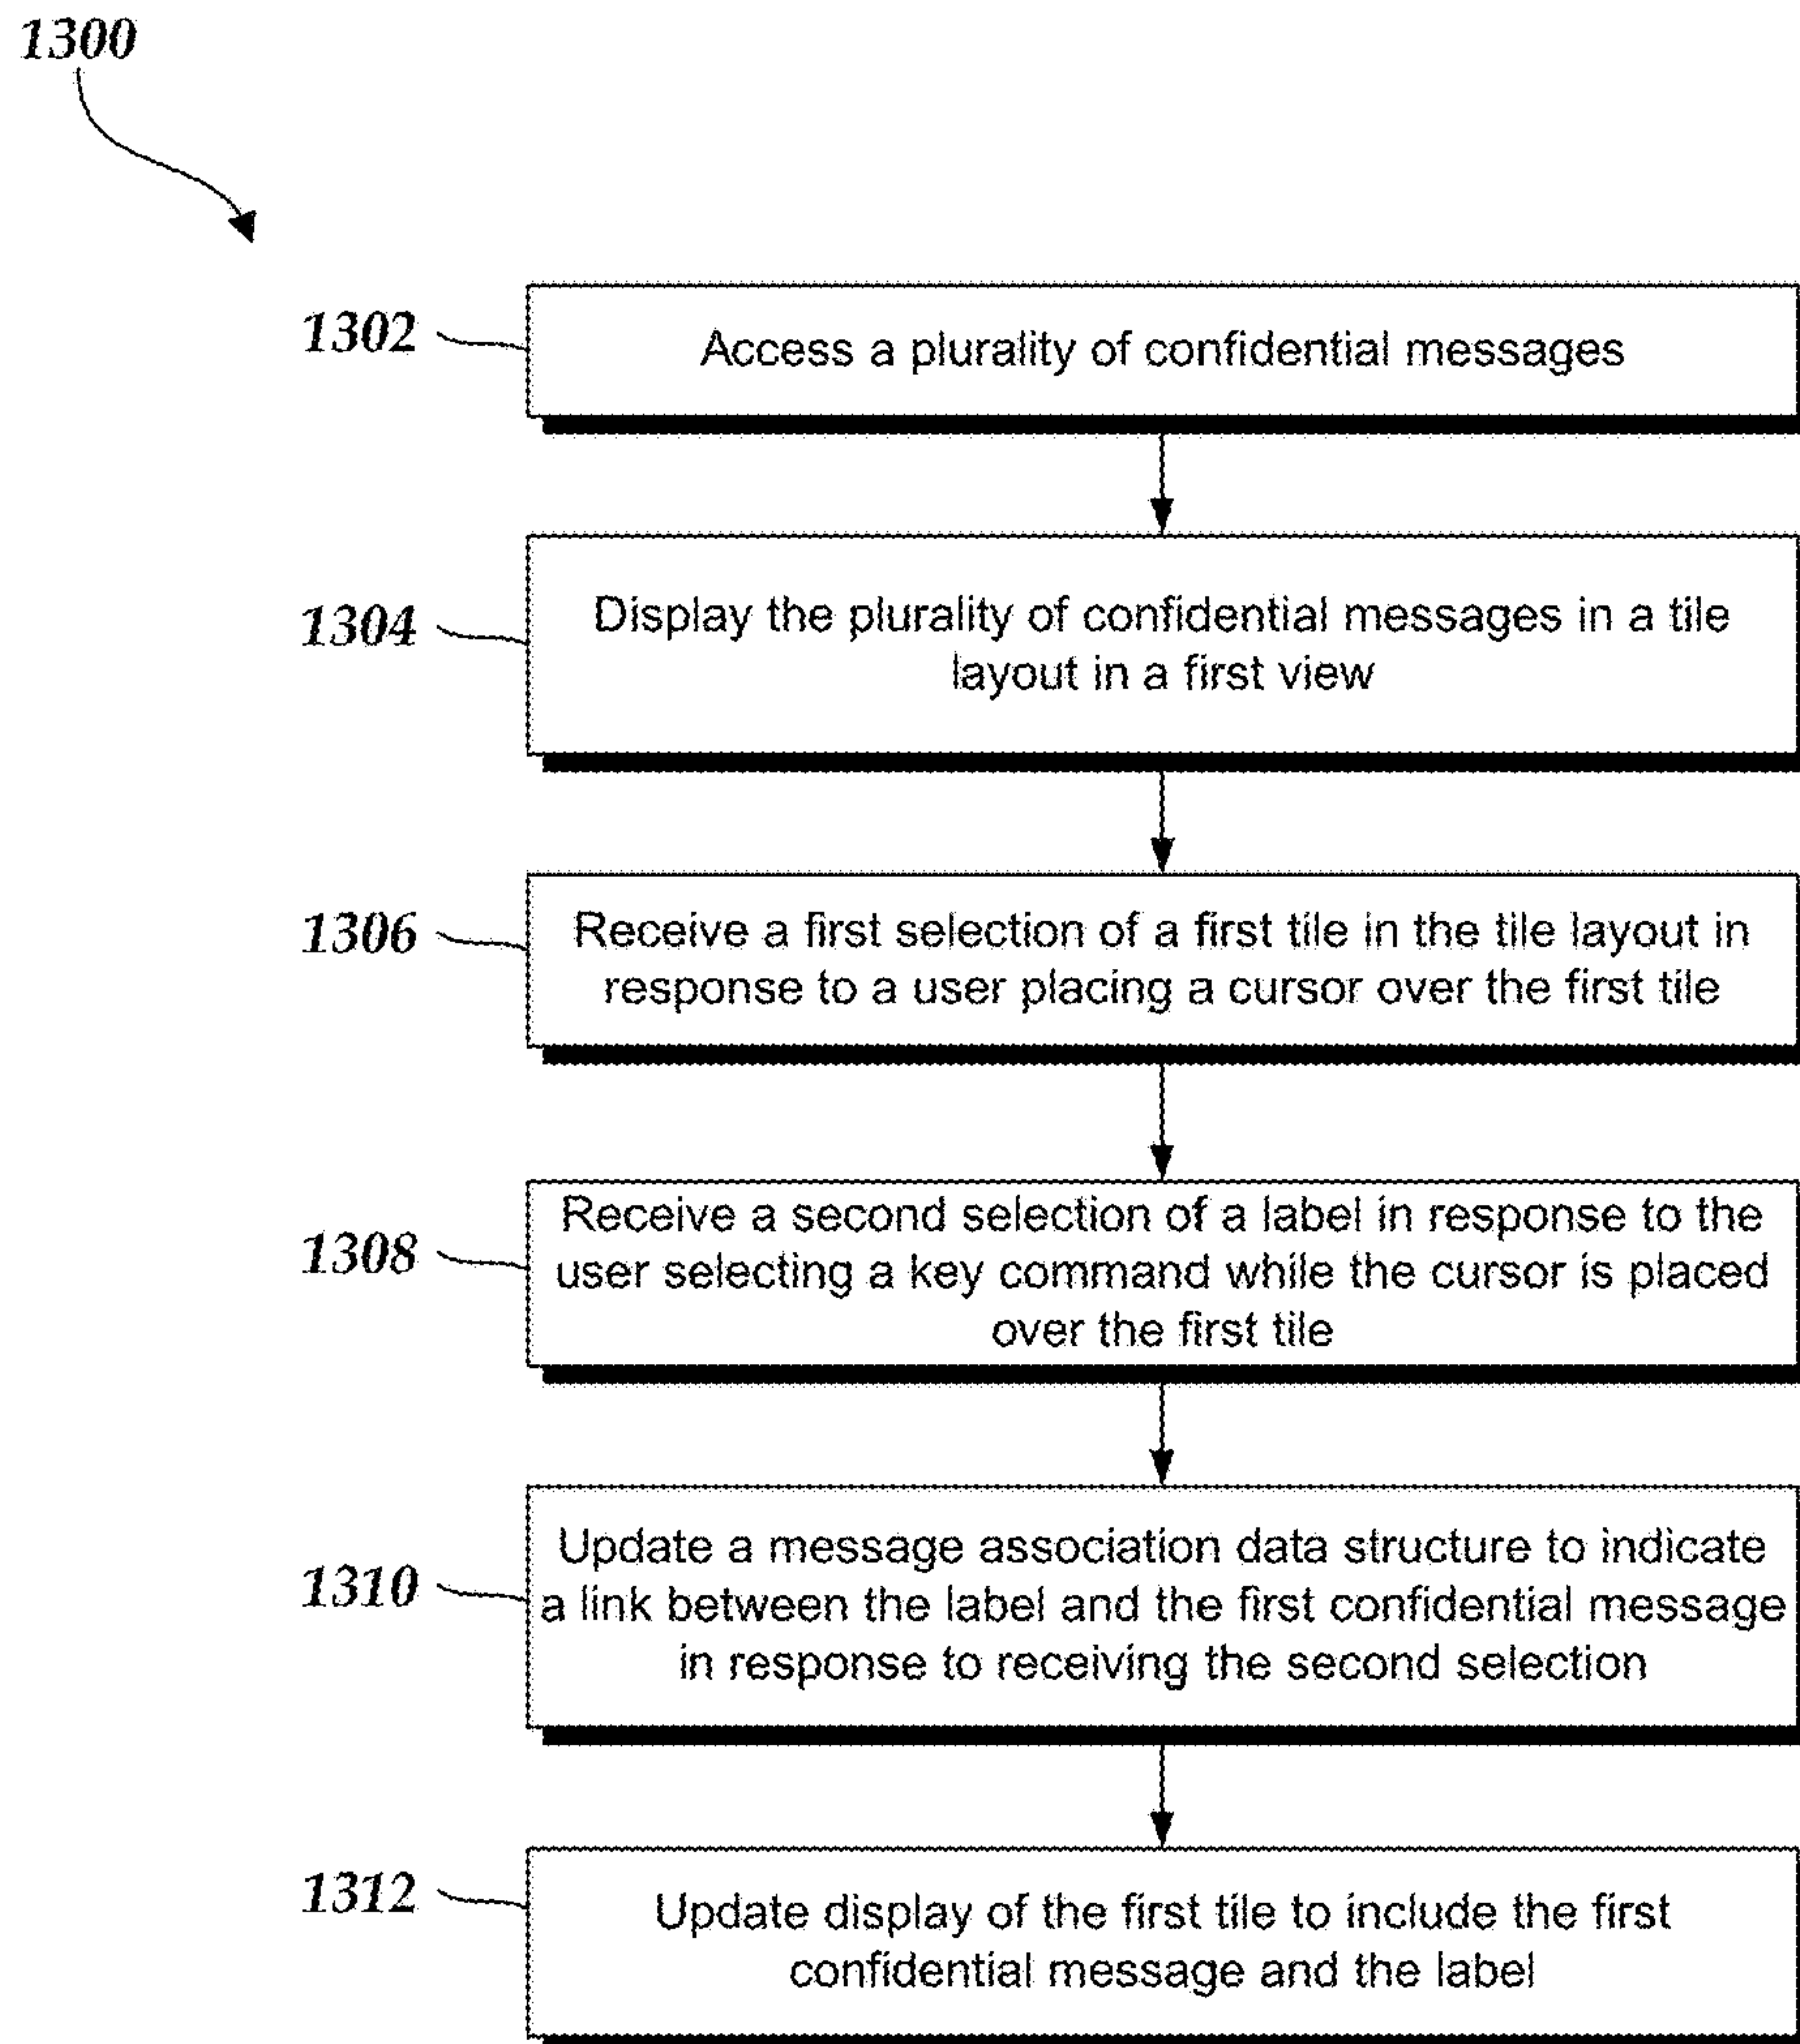 1300
1302
Access a plurality of confidential messages
1304
Display the plurality of confidential messages in a tile
layout in a first view
1306
Receive a first selection of a first tile in the tile layout in
response to a user placing a cursor over the first tile
1308
Receive a second selection of a label in response to the
user selecting a key command while the cursor is placed
over the first tile
1310
Update a message association data structure to indicate
a link between the label and the first confidential message
in response to receiving the second selection
1312
Update display of the first tile to include the first
confidential message and the label